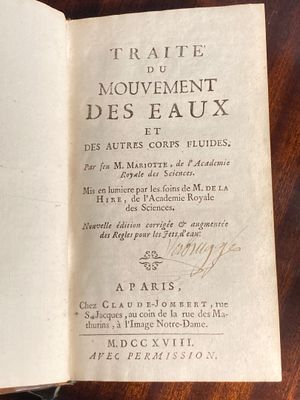 TRAITÉ
DU
MOUVEMENT
DES EAUX
ET
DES AUTRES CORPS FLUIDES.
Par feu M. MARIOTTE, de l'Academie
Royale des Sciences.
Mis en lumiere par les soins de M. DE LA
HIRE, de l'Academie Royale
des Sciences.
Nouvelle édition corrigée & augmentée
des Regles pour les Jets d'eau.
A PARIS,
Chez CLAUDE-JOMBERT, rue
S. Jacques, au coin de la rue des Ma-
thurins, à l'Image Notre-Dame.
M. DCC XVIII.
AVEC PERMISSION.